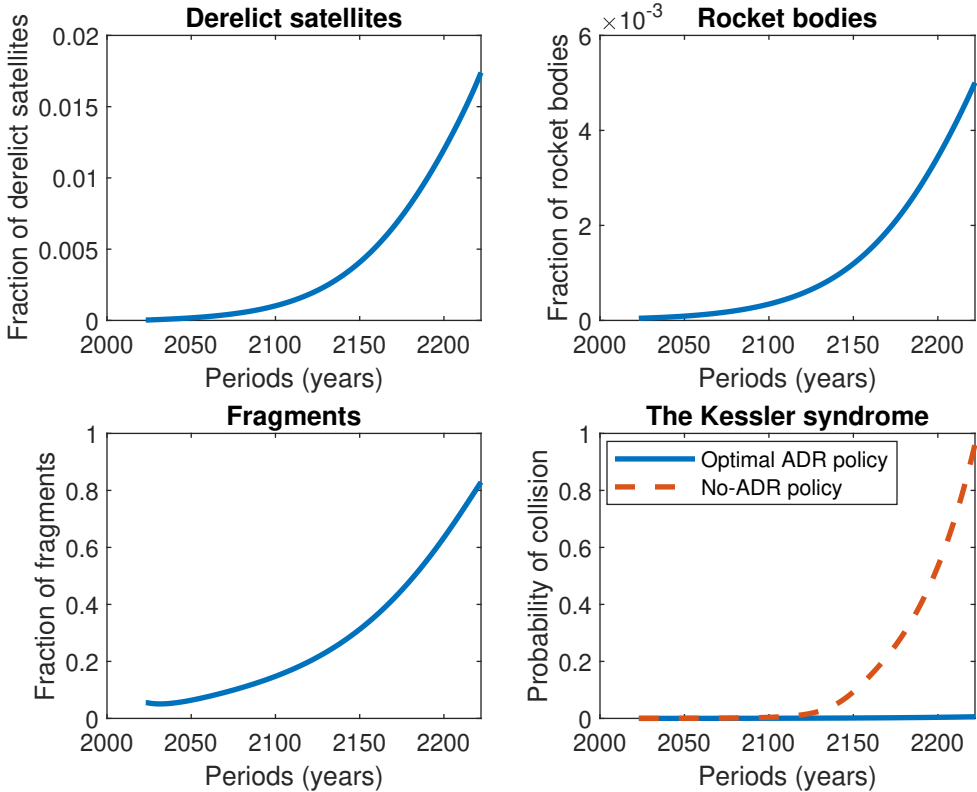 Derelict satellites
Fraction of derelict satellites
0.02
0.015
0.01
0.005
0
2000 2050 2100 2150 2200
Periods (years)
Rocket bodies
×10⁻³
Fraction of rocket bodies
6
4
2
0
2000 2050 2100 2150 2200
Periods (years)
Fragments
Fraction of fragments
1
0.8
0.6
0.4
0.2
0
2000 2050 2100 2150 2200
Periods (years)
The Kessler syndrome
Probability of collision
1
0.8
0.6
0.4
0.2
0
Optimal ADR policy
No-ADR policy
2000 2050 2100 2150 2200
Periods (years)